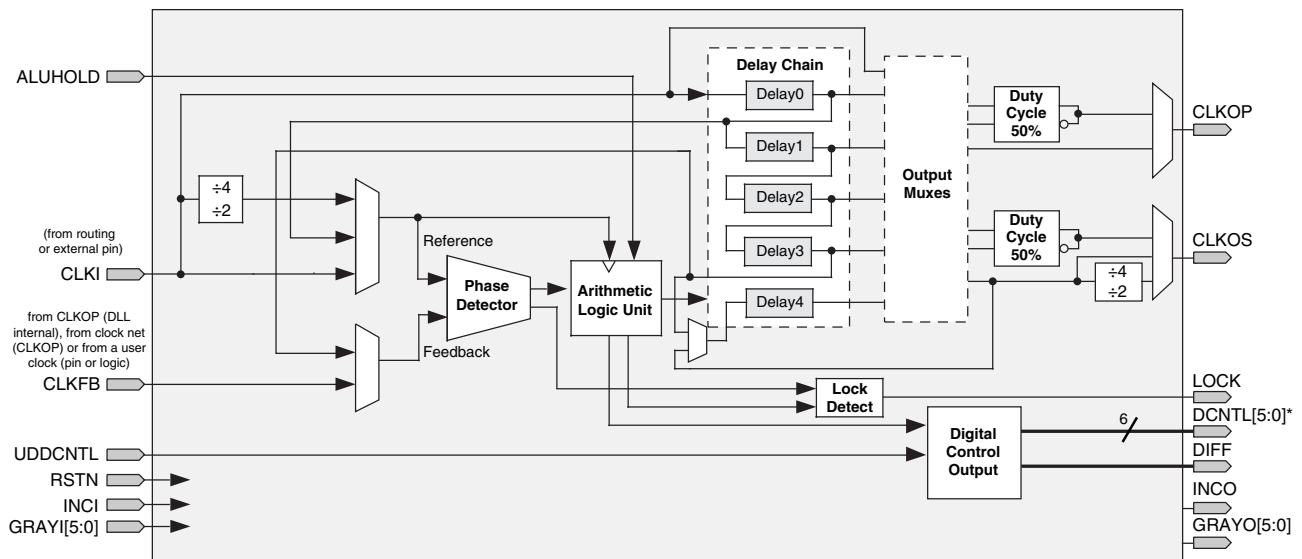 ALUHOLD
Delay Chain
Delay0
Delay1
Delay2
Delay3
Delay4
Output
Muxes
Duty
Cycle
50%
CLKOP
÷4
÷2
(from routing
or external pin)
CLKI
Reference
Phase
Detector
Arithmetic
Logic Unit
Duty
Cycle
50%
CLKOS
÷4
÷2
from CLKOP (DLL
internal), from clock net
(CLKOP) or from a user
clock (pin or logic)
CLKFB
Feedback
Lock
Detect
LOCK
6
DCNTL[5:0]*
Digital
Control
Output
DIFF
UDDCNTL
RSTN
INCI
GRAYI[5:0]
INCO
GRAYO[5:0]